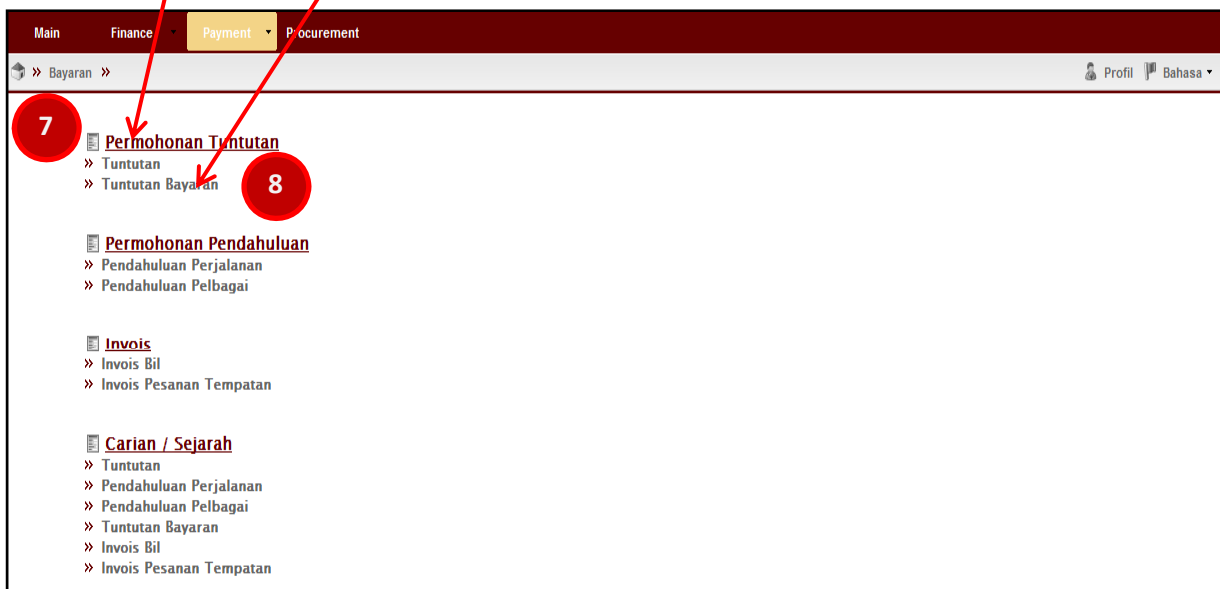 Main Finance Payment Procurement
» Bayaran » Profil Bahasa
7
Permohonan Tuntutan
» Tuntutan
» Tuntutan Bayaran 8
Permohonan Pendahuluan
» Pendahuluan Perjalanan
» Pendahuluan Pelbagai
Invois
» Invois Bil
» Invois Pesanan Tempatan
Carian / Sejarah
» Tuntutan
» Pendahuluan Perjalanan
» Pendahuluan Pelbagai
» Tuntutan Bayaran
» Invois Bil
» Invois Pesanan Tempatan